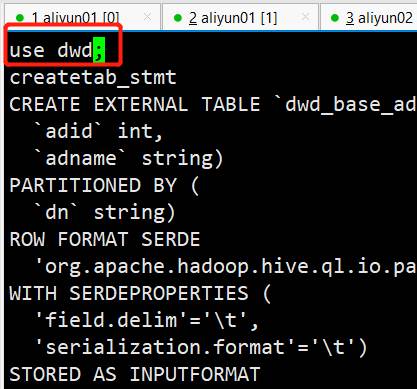 1 aliyun01 [0] × 2 aliyun01 [1] × 3 aliyun02
use dwd;
createtab_stmt
CREATE EXTERNAL TABLE `dwd_base_ad
`adid` int,
`adname` string)
PARTITIONED BY (
`dn` string)
ROW FORMAT SERDE
'org.apache.hadoop.hive.ql.io.pa
WITH SERDEPROPERTIES (
'field.delim'='\t',
'serialization.format'='\t')
STORED AS INPUTFORMAT